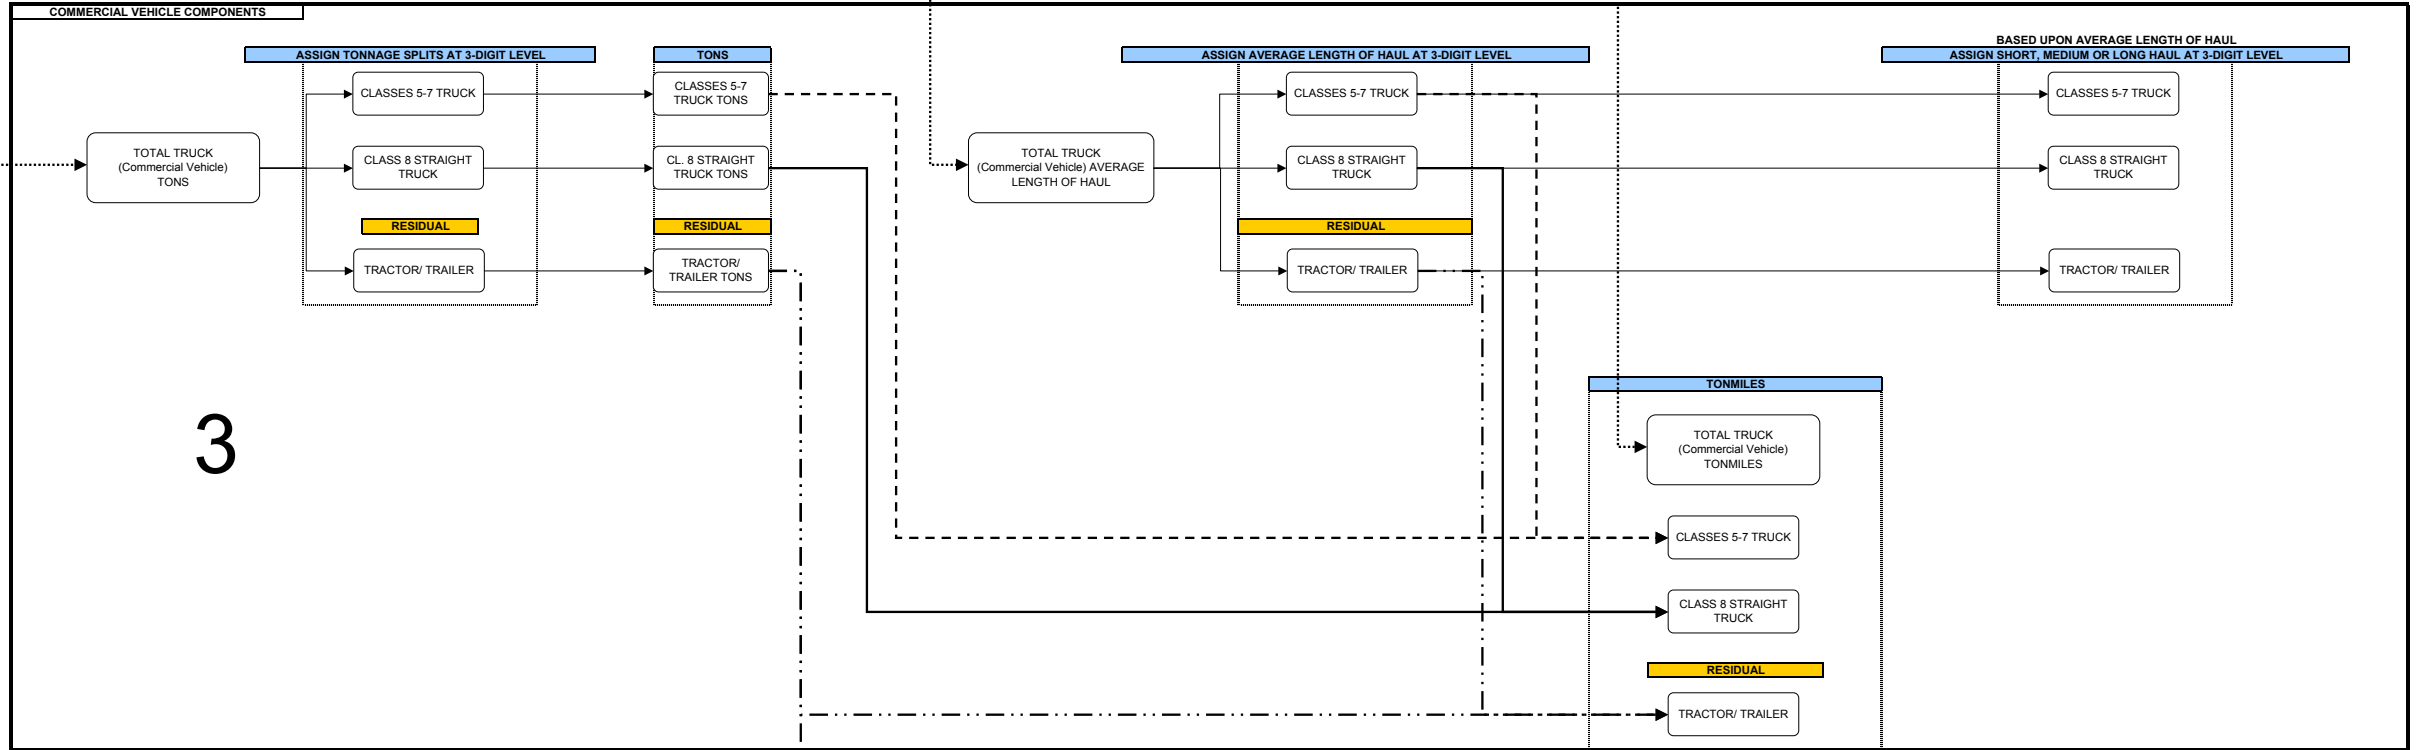 COMMERCIAL VEHICLE COMPONENTS
ASSIGN TONNAGE SPLITS AT 3-DIGIT LEVEL
TONS
ASSIGN AVERAGE LENGTH OF HAUL AT 3-DIGIT LEVEL
BASED UPON AVERAGE LENGTH OF HAUL
ASSIGN SHORT, MEDIUM OR LONG HAUL AT 3-DIGIT LEVEL
CLASSES 5-7 TRUCK
CLASSES 5-7
TRUCK TONS
CLASSES 5-7 TRUCK
CLASSES 5-7 TRUCK
TOTAL TRUCK
(Commercial Vehicle)
TONS
CLASS 8 STRAIGHT
TRUCK
CL. 8 STRAIGHT
TRUCK TONS
TOTAL TRUCK
(Commercial Vehicle) AVERAGE
LENGTH OF HAUL
CLASS 8 STRAIGHT
TRUCK
CLASS 8 STRAIGHT
TRUCK
RESIDUAL
RESIDUAL
RESIDUAL
TRACTOR/ TRAILER
TRACTOR/
TRAILER TONS
TRACTOR/ TRAILER
TRACTOR/ TRAILER
3
TONMILES
TOTAL TRUCK
(Commercial Vehicle)
TONMILES
CLASSES 5-7 TRUCK
CLASS 8 STRAIGHT
TRUCK
RESIDUAL
TRACTOR/ TRAILER